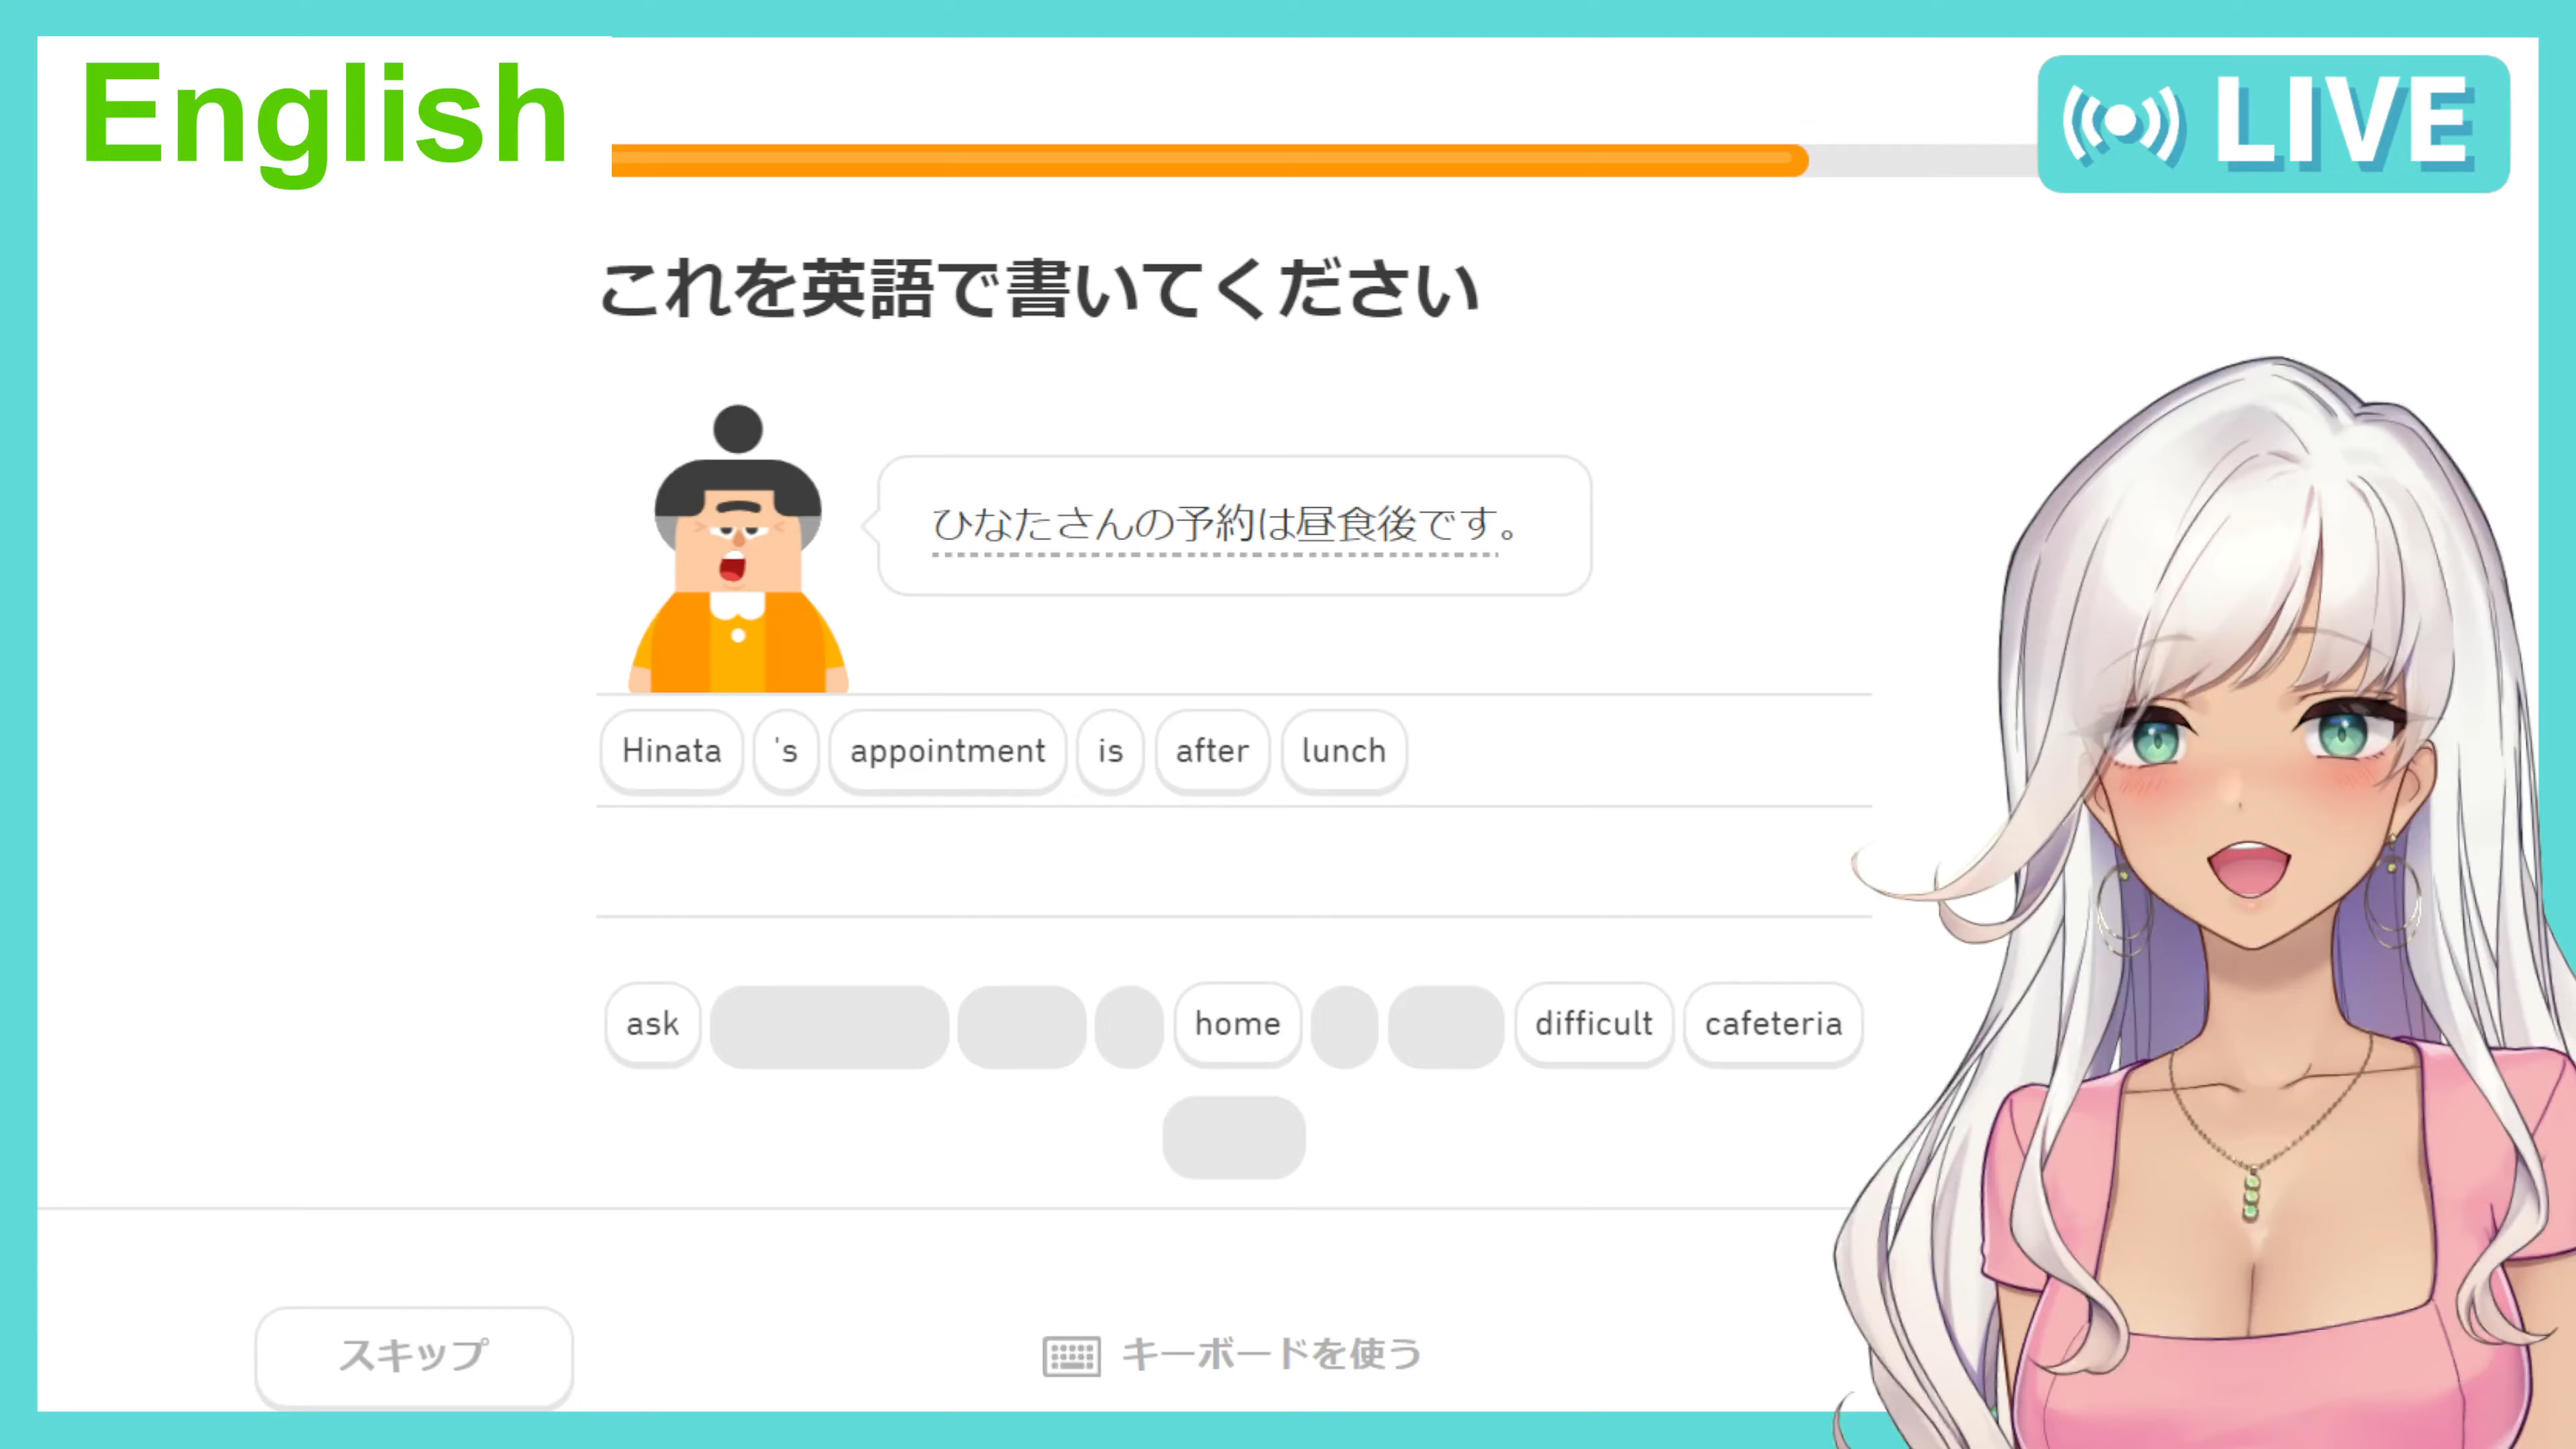 English
LIVE
これを英語で書いてください
ひなたさんの予約は昼食後です。
Hinata 's appointment is after lunch
ask home difficult cafeteria
スキップ
キーボードを使う